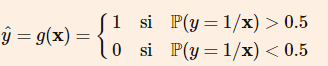 ŷ = g(x) = { 1 si ℙ(y = 1/x) > 0.5
0 si ℙ(y = 1/x) < 0.5